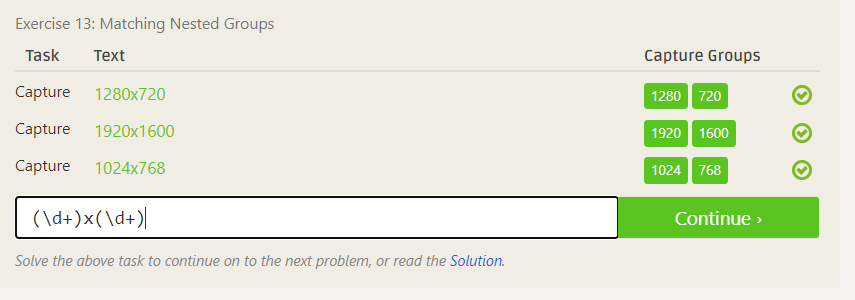 Exercise 13: Matching Nested Groups
Task Text Capture Groups
Capture 1280x720 1280 720
Capture 1920x1600 1920 1600
Capture 1024x768 1024 768
(\d+)x(\d+) Continue ›
Solve the above task to continue on to the next problem, or read the Solution.